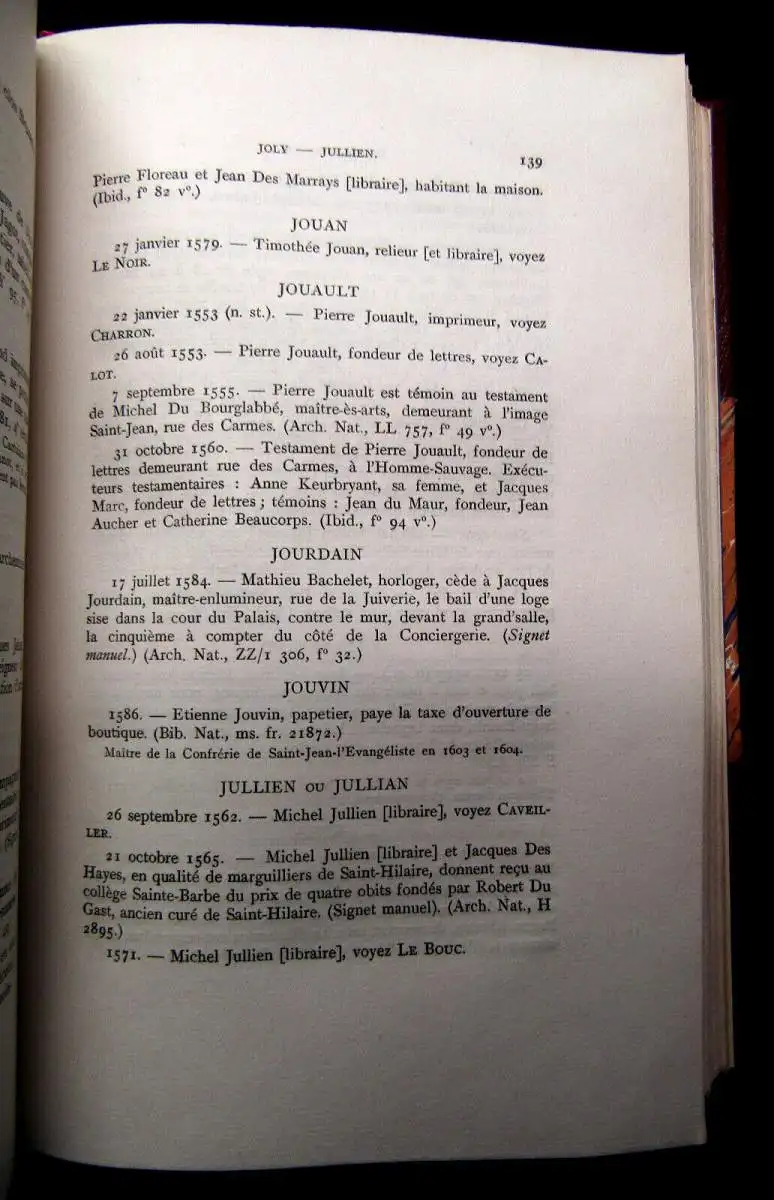 JOLY — JULLIEN.
139
Pierre Floreau et Jean Des Marrays [libraire], habitant la maison.
(Ibid., fº 82 vº.)
JOUAN
27 janvier 1579. — Timothée Jouan, relieur [et libraire], voyez
LE NOIR.
JOUAULT
22 janvier 1553 (n. st.). — Pierre Jouault, imprimeur, voyez
CHARRON.
26 août 1553. — Pierre Jouault, fondeur de lettres, voyez CA-
LOT.
7 septembre 1555. — Pierre Jouault est témoin au testament
de Michel Du Bourglabbé, maître-ès-arts, demeurant à l'image
Saint-Jean, rue des Carmes. (Arch. Nat., LL 757, fº 49 vº.)
31 octobre 1560. — Testament de Pierre Jouault, fondeur de
lettres demeurant rue des Carmes, à l'Homme-Sauvage. Exécu-
teurs testamentaires : Anne Keurbryant, sa femme, et Jacques
Marc, fondeur de lettres ; témoins : Jean du Maur, fondeur, Jean
Aucher et Catherine Beaucorps. (Ibid., fº 94 vº.)
JOURDAIN
17 juillet 1584. — Mathieu Bachelet, horloger, cède à Jacques
Jourdain, maître-enlumineur, rue de la Juiverie, le bail d'une loge
sise dans la cour du Palais, contre le mur, devant la grand'salle,
la cinquième à compter du côté de la Conciergerie. (Signet
manuel.) (Arch. Nat., ZZ/1 306, fº 32.)
JOUVIN
1586. — Etienne Jouvin, papetier, paye la taxe d'ouverture de
boutique. (Bib. Nat., ms. fr. 21872.)
Maître de la Confrérie de Saint-Jean-l'Evangéliste en 1603 et 1604.
JULLIEN OU JULLIAN
26 septembre 1562. — Michel Jullien [libraire], voyez CAVEIL-
LER.
21 octobre 1565. — Michel Jullien [libraire] et Jacques Des
Hayes, en qualité de marguilliers de Saint-Hilaire, donnent reçu au
collège Sainte-Barbe du prix de quatre obits fondés par Robert Du
Gast, ancien curé de Saint-Hilaire. (Signet manuel). (Arch. Nat., H
2895.)
1571. — Michel Jullien [libraire], voyez LE BOUC.